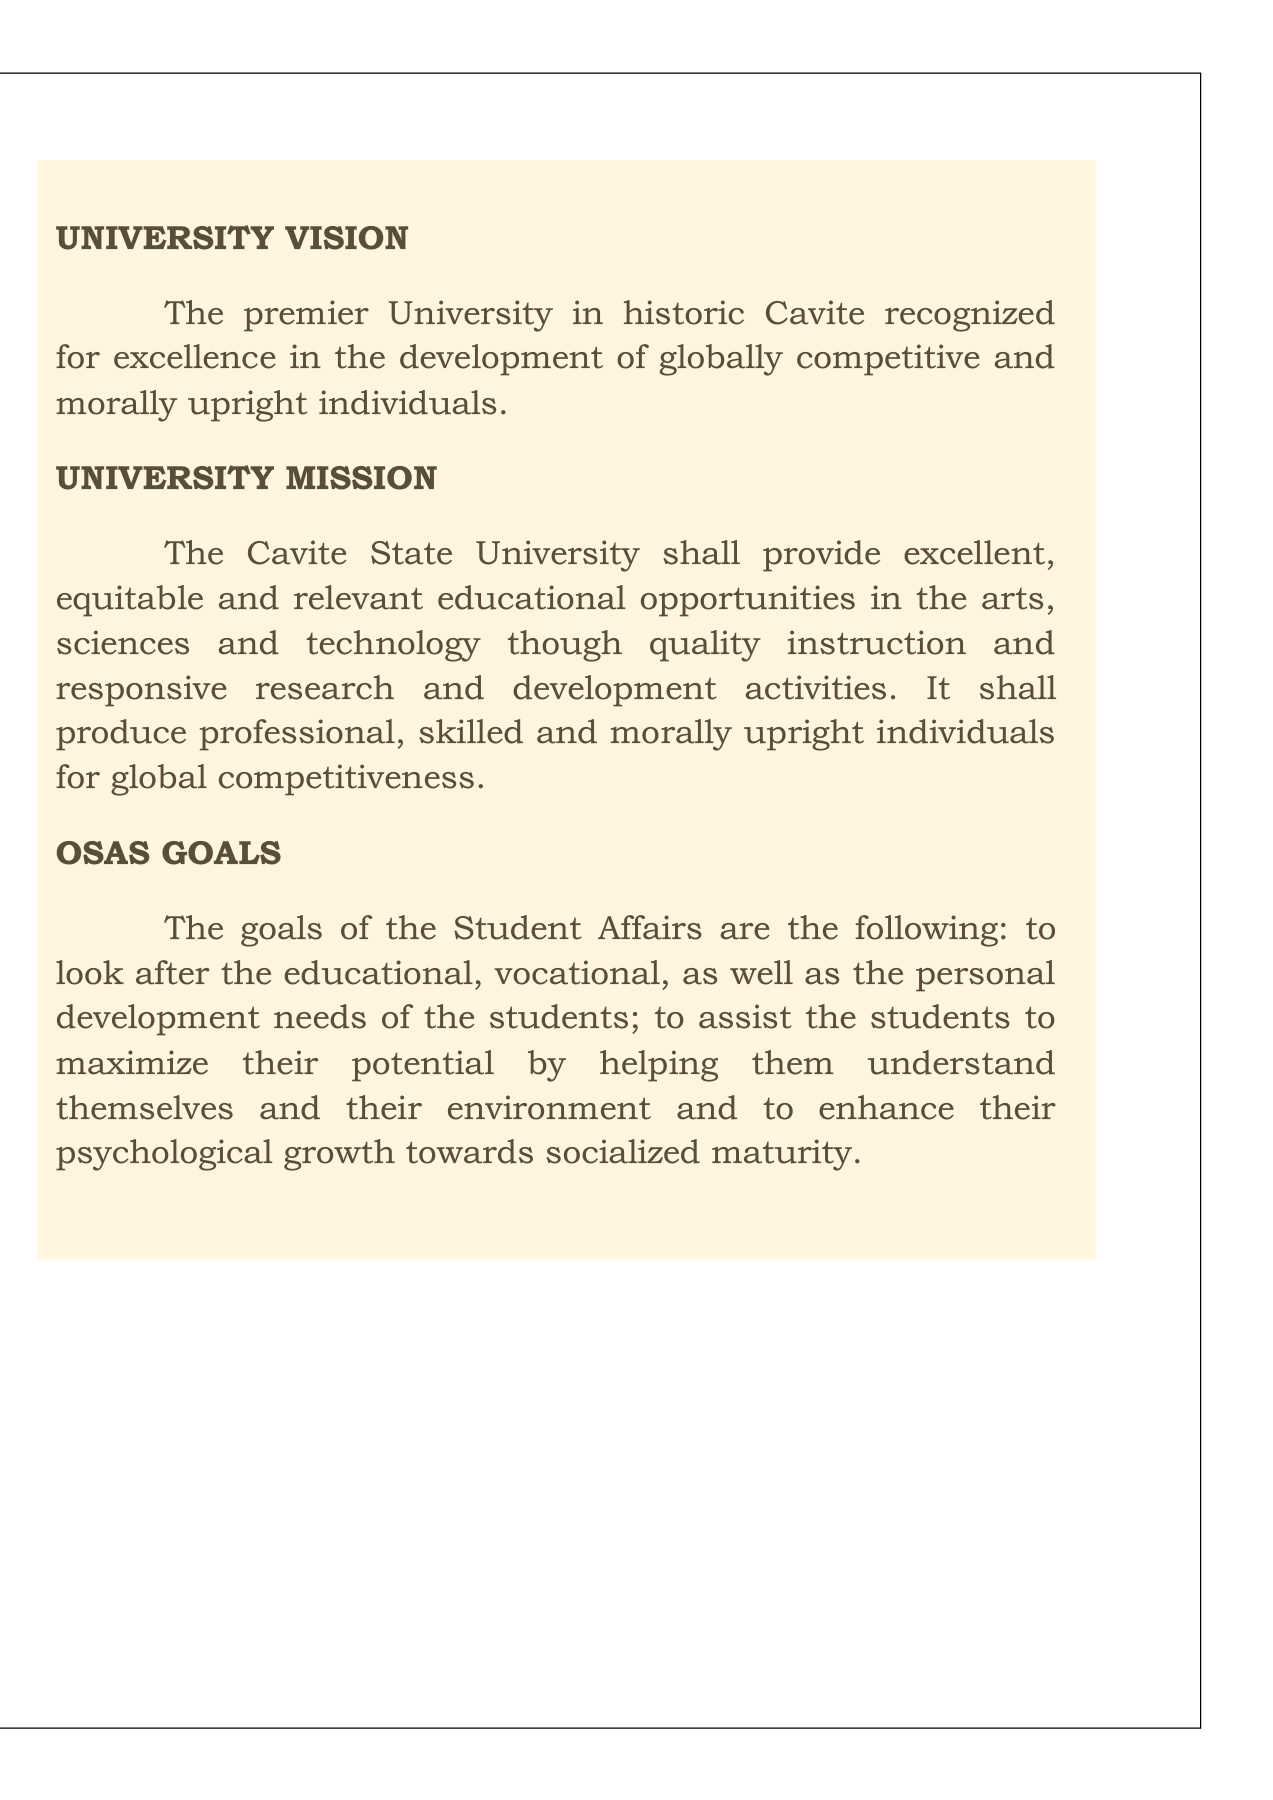 UNIVERSITY VISION
The premier University in historic Cavite recognized
for excellence in the development of globally competitive and
morally upright individuals.
UNIVERSITY MISSION
The Cavite State University shall provide excellent,
equitable and relevant educational opportunities in the arts,
sciences and technology though quality instruction and
responsive research and development activities. It shall
produce professional, skilled and morally upright individuals
for global competitiveness.
OSAS GOALS
The goals of the Student Affairs are the following: to
look after the educational, vocational, as well as the personal
development needs of the students; to assist the students to
maximize their potential by helping them understand
themselves and their environment and to enhance their
psychological growth towards socialized maturity.